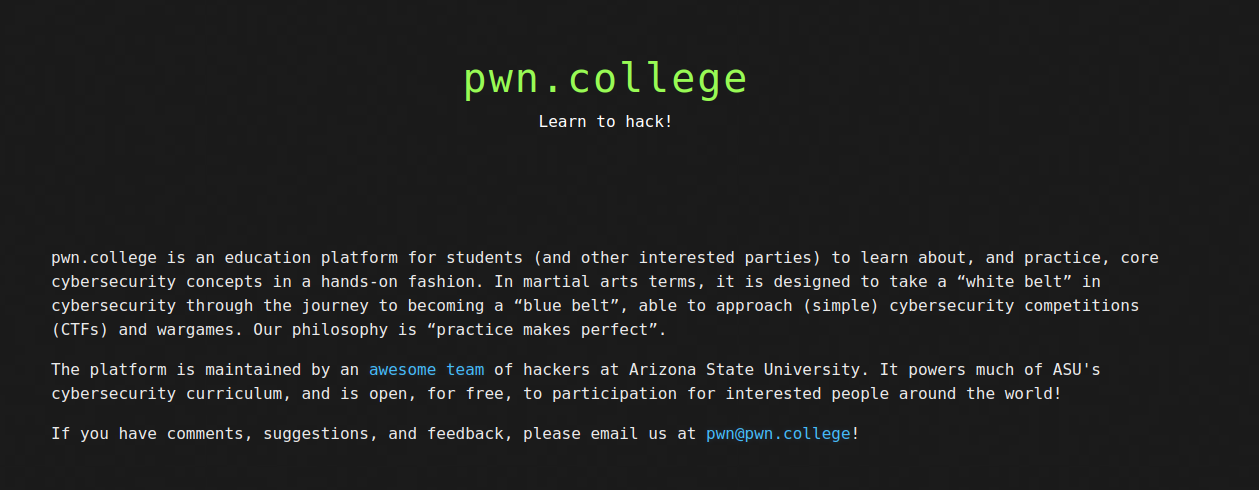 pwn.college
Learn to hack!
pwn.college is an education platform for students (and other interested parties) to learn about, and practice, core
cybersecurity concepts in a hands-on fashion. In martial arts terms, it is designed to take a “white belt” in
cybersecurity through the journey to becoming a “blue belt”, able to approach (simple) cybersecurity competitions
(CTFs) and wargames. Our philosophy is “practice makes perfect”.
The platform is maintained by an awesome team of hackers at Arizona State University. It powers much of ASU's
cybersecurity curriculum, and is open, for free, to participation for interested people around the world!
If you have comments, suggestions, and feedback, please email us at pwn@pwn.college!